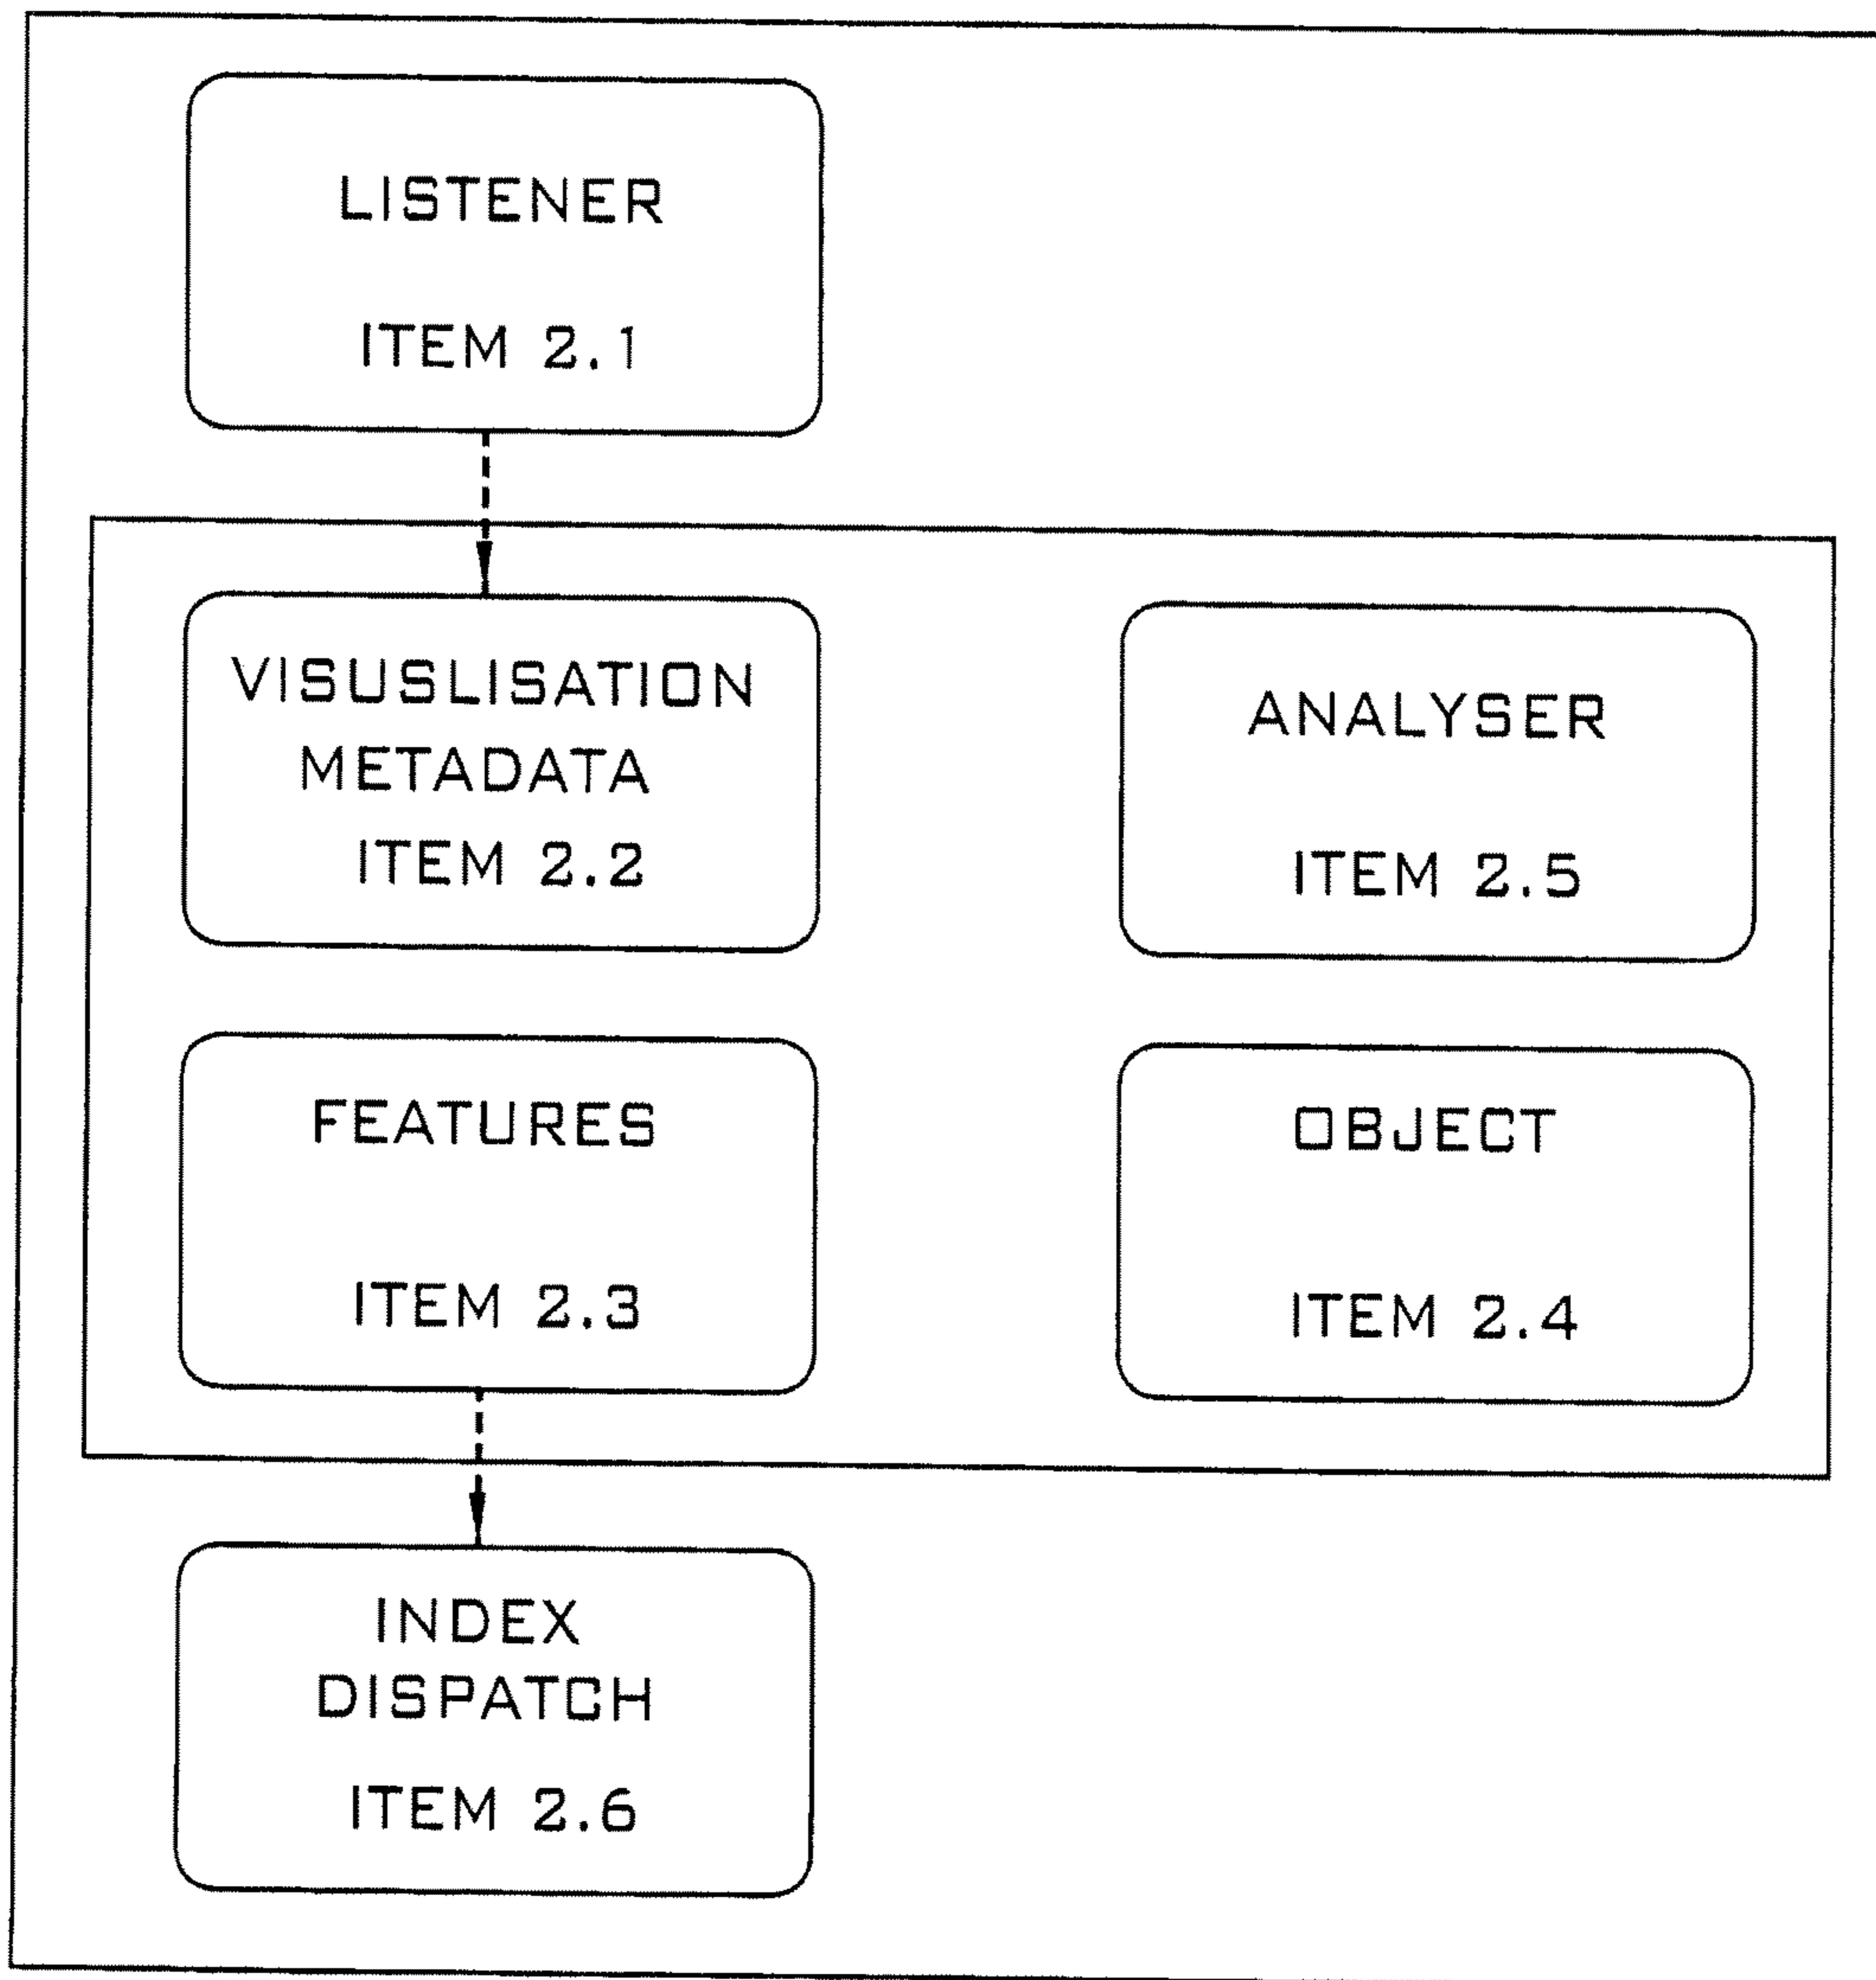 LISTENER
ITEM 2.1
VISUSLISATION
METADATA
ITEM 2.2
ANALYSER
ITEM 2.5
FEATURES
ITEM 2.3
OBJECT
ITEM 2.4
INDEX
DISPATCH
ITEM 2.6